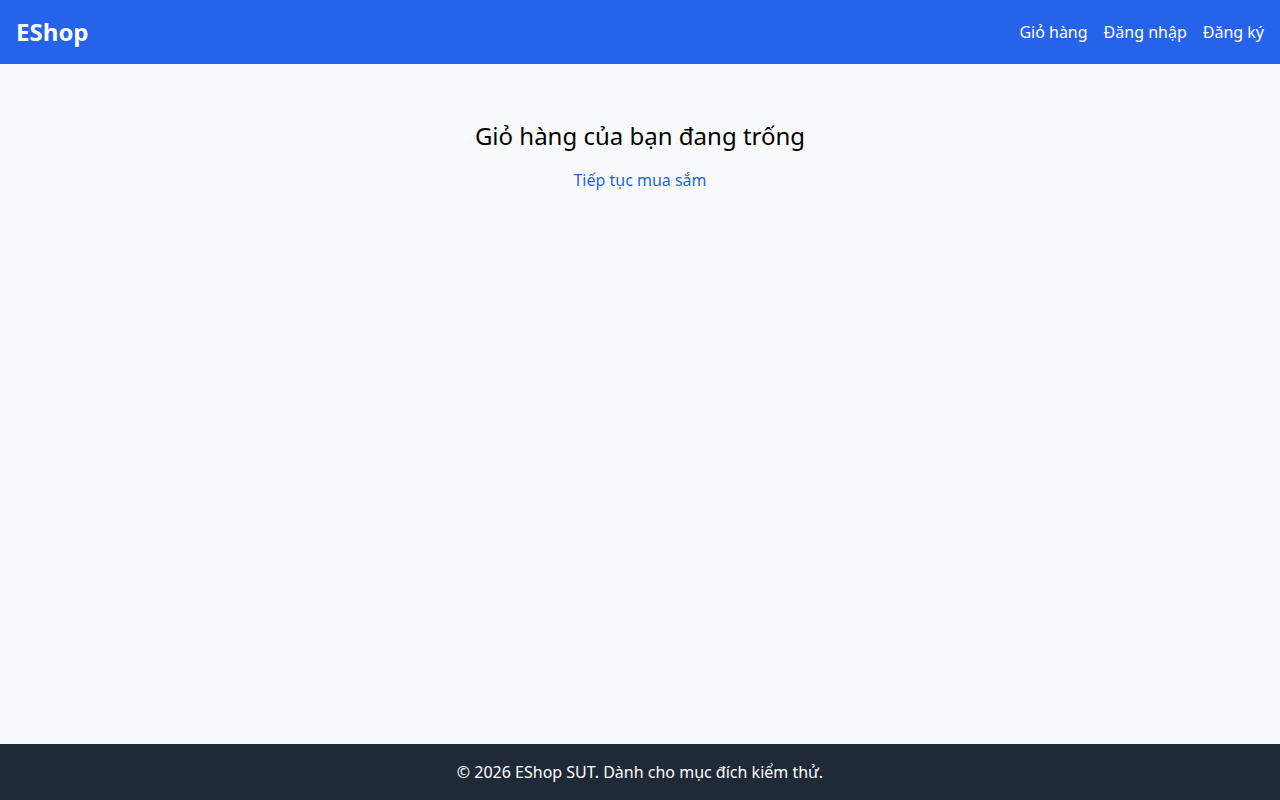 EShop
Giỏ hàng Đăng nhập Đăng ký
Giỏ hàng của bạn đang trống
Tiếp tục mua sắm
© 2026 EShop SUT. Dành cho mục đích kiểm thử.